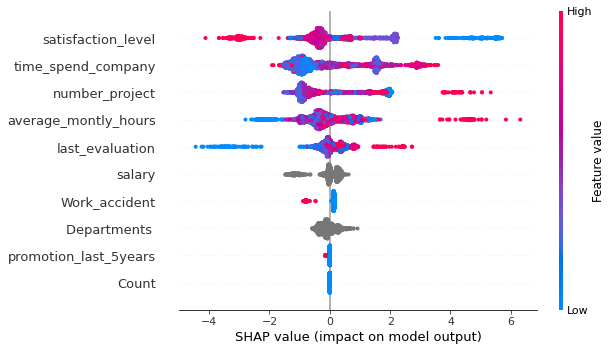 High
satisfaction_level
time_spend_company
number_project
average_montly_hours
last_evaluation
salary
Work_accident
Departments
promotion_last_5years
Count
Feature value
Low
−4 −2 0 2 4 6
SHAP value (impact on model output)